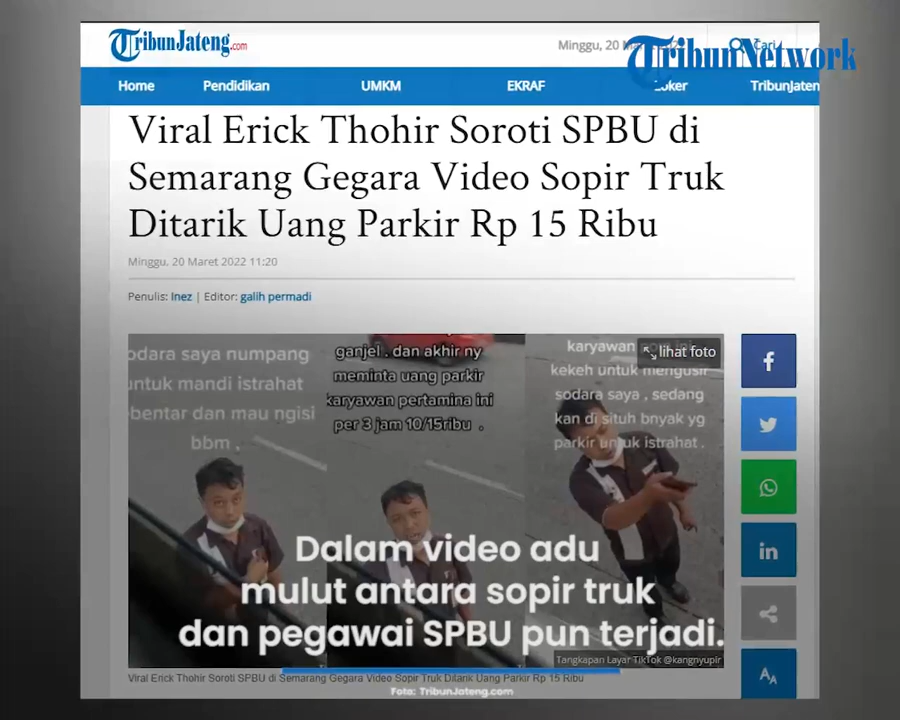 TribunJateng.com
Minggu, 20
Cari
TribunNetwork
Home Pendidikan UMKM EKRAF Loker TribunJaten
Viral Erick Thohir Soroti SPBU di
Semarang Gegara Video Sopir Truk
Ditarik Uang Parkir Rp 15 Ribu
Minggu, 20 Maret 2022 11:20
Penulis: Inez | Editor: galih permadi
odara saya numpang
untuk mandi istrahat
ebentar dan mau ngisi
bbm .
ganjel . dan akhir ny
meminta uang parkir
karyawan pertamina ini
per 3 jam 10/15ribu .
lihat foto
karyawan
kekeh untuk mengusir
sodara saya , sedang
kan di situh bnyak yg
parkir untuk istrahat .
Dalam video adu
mulut antara sopir truk
dan pegawai SPBU pun terjadi.
Tangkapan Layar TikTok @kangnyupir
Viral Erick Thohir Soroti SPBU di Semarang Gegara Video Sopir Truk Ditarik Uang Parkir Rp 15 Ribu
Foto: TribunJateng.com